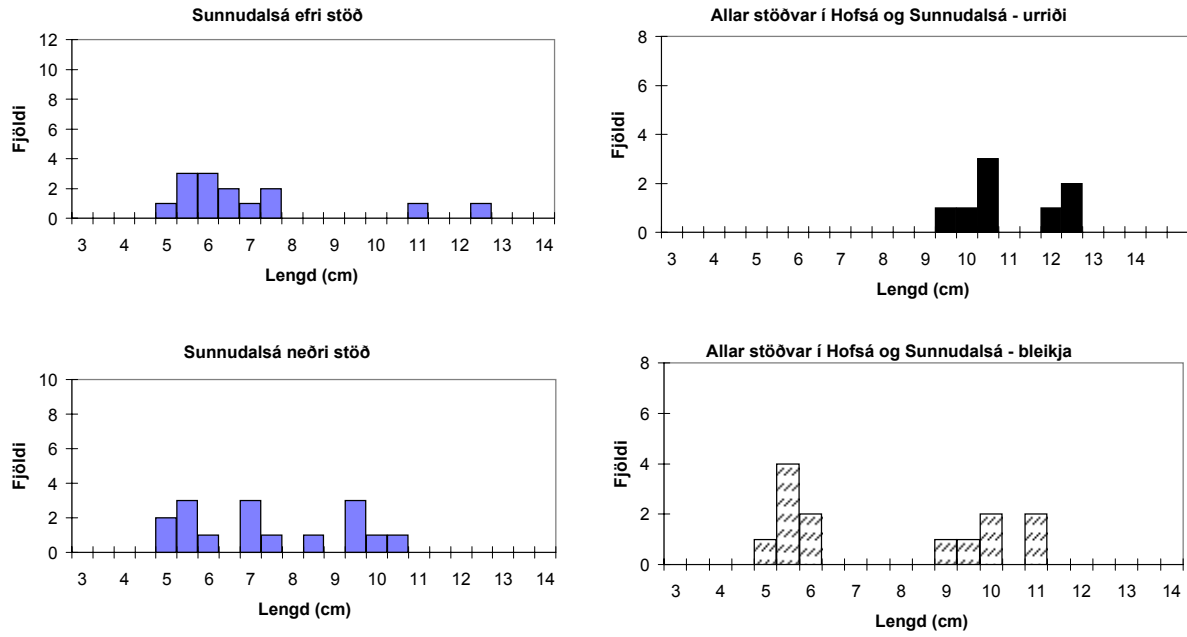 Sunnudalsá efri stöð
12
10
8
6
4
2
0
Fjöldi
3 4 5 6 7 8 9 10 11 12 13 14
Lengd (cm)
Allar stöðvar í Hofsá og Sunnudalsá - urriði
8
6
4
2
0
Fjöldi
3 4 5 6 7 8 9 10 11 12 13 14
Lengd (cm)
Sunnudalsá neðri stöð
10
8
6
4
2
0
Fjöldi
3 4 5 6 7 8 9 10 11 12 13 14
Lengd (cm)
Allar stöðvar í Hofsá og Sunnudalsá - bleikja
8
6
4
2
0
Fjöldi
3 4 5 6 7 8 9 10 11 12 13 14
Lengd (cm)